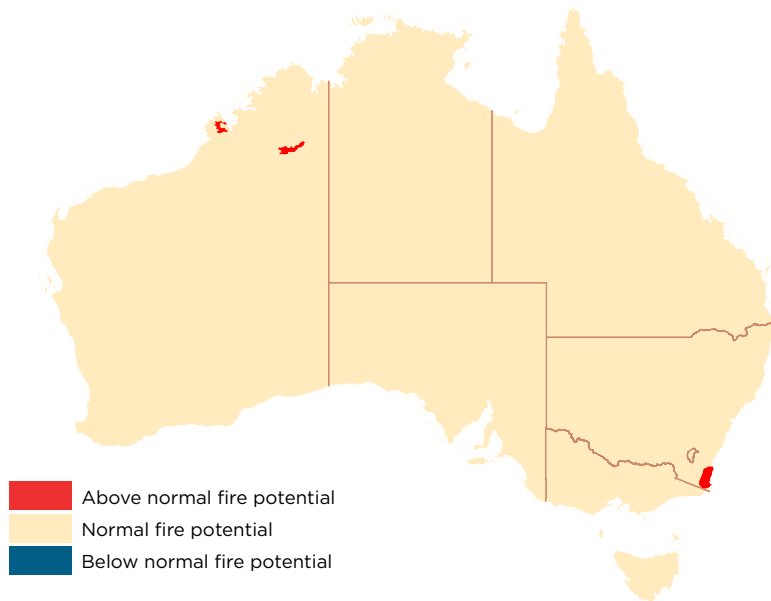 Above normal fire potential
Normal fire potential
Below normal fire potential